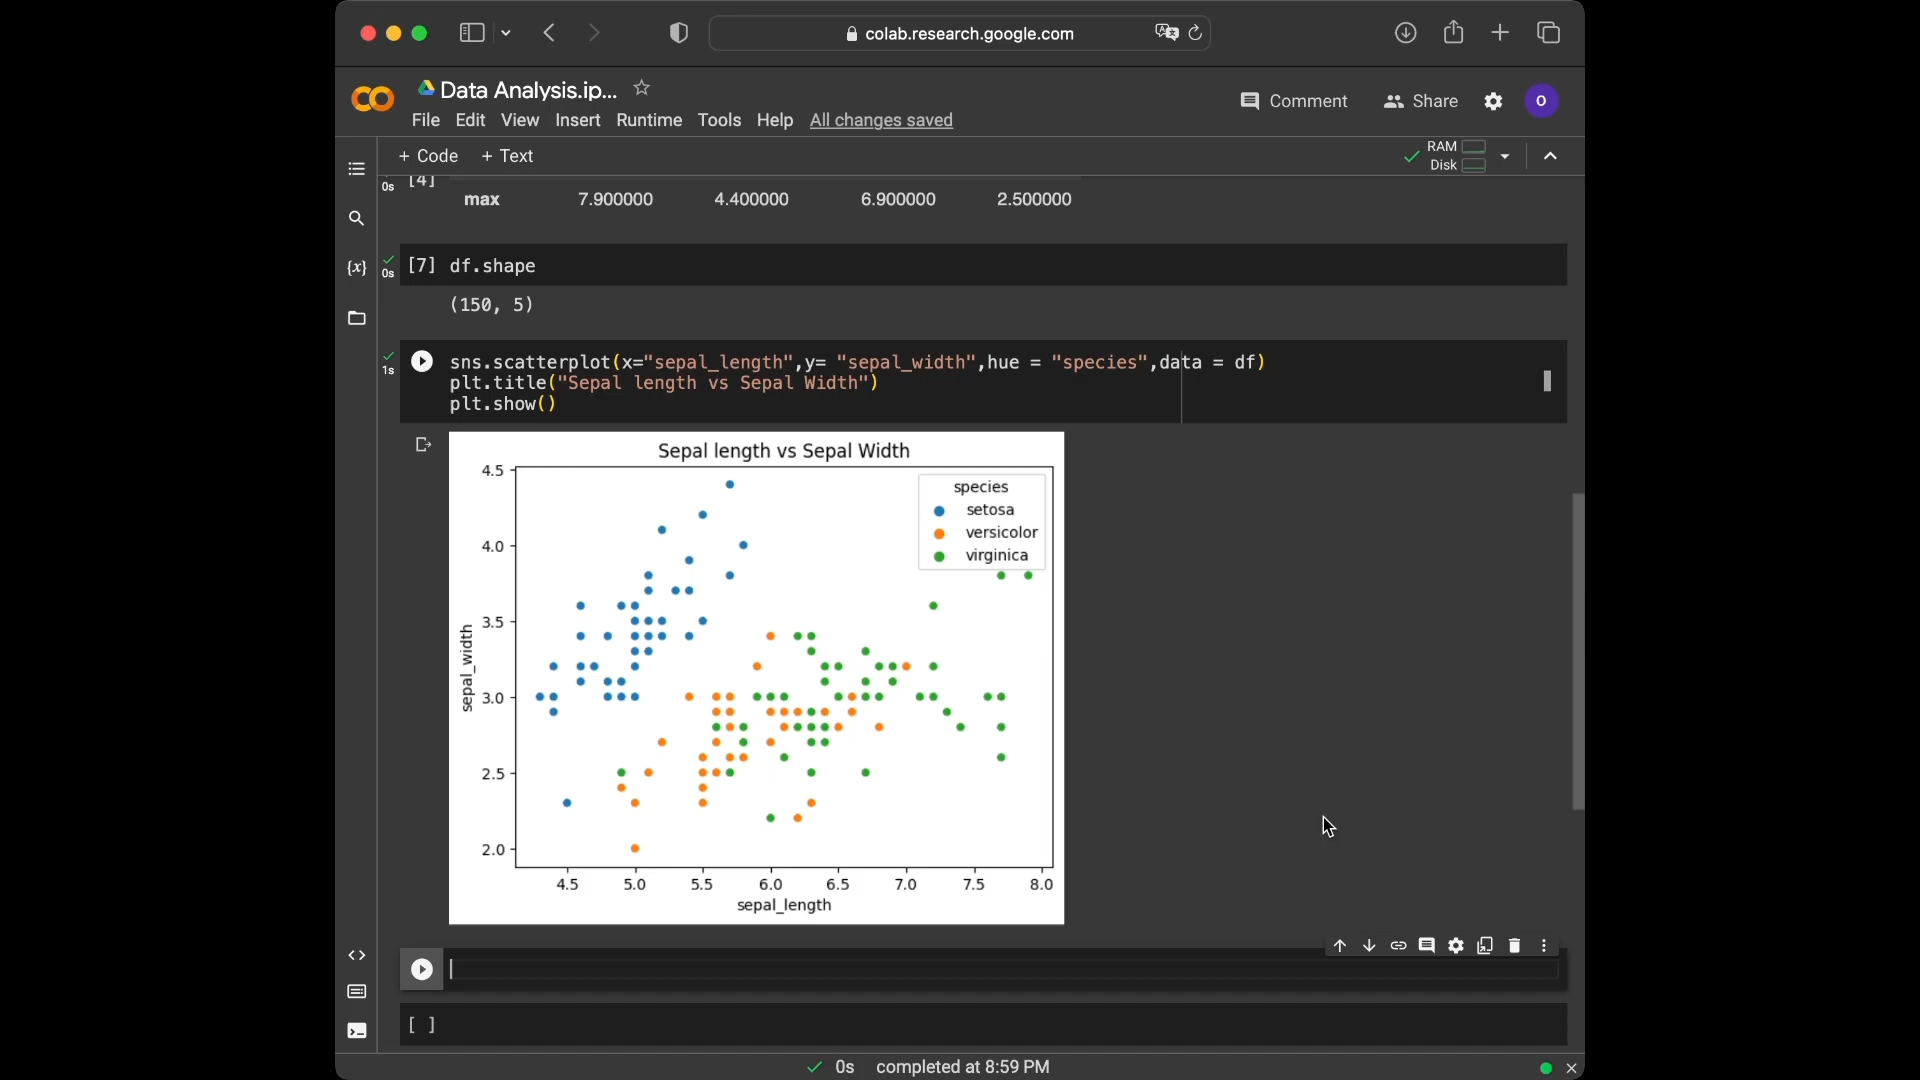 colab.research.google.com
Data Analysis.ip...
Comment
Share
O
File Edit View Insert Runtime Tools Help All changes saved
+ Code + Text
RAM
Disk
0s
[4]
max 7.900000 4.400000 6.900000 2.500000
{x}
0s
[7] df.shape
(150, 5)
1s
sns.scatterplot(x="sepal_length",y= "sepal_width",hue = "species",data = df)
plt.title("Sepal length vs Sepal Width")
plt.show()
Sepal length vs Sepal Width
species
setosa
versicolor
virginica
sepal_width
4.5
4.0
3.5
3.0
2.5
2.0
4.5 5.0 5.5 6.0 6.5 7.0 7.5 8.0
sepal_length
[ ]
0s completed at 8:59 PM